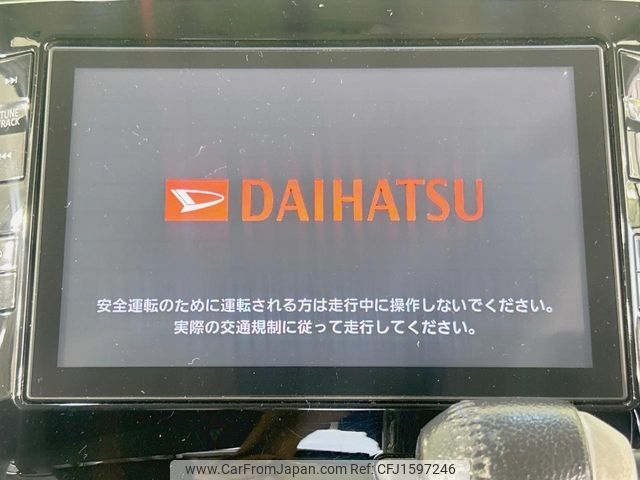 TUNE
TRACK
DAIHATSU
安全運転のために運転される方は走行中に操作しないでください。
実際の交通規制に従って走行してください。
www.CarFromJapan.com
CFJ1597246